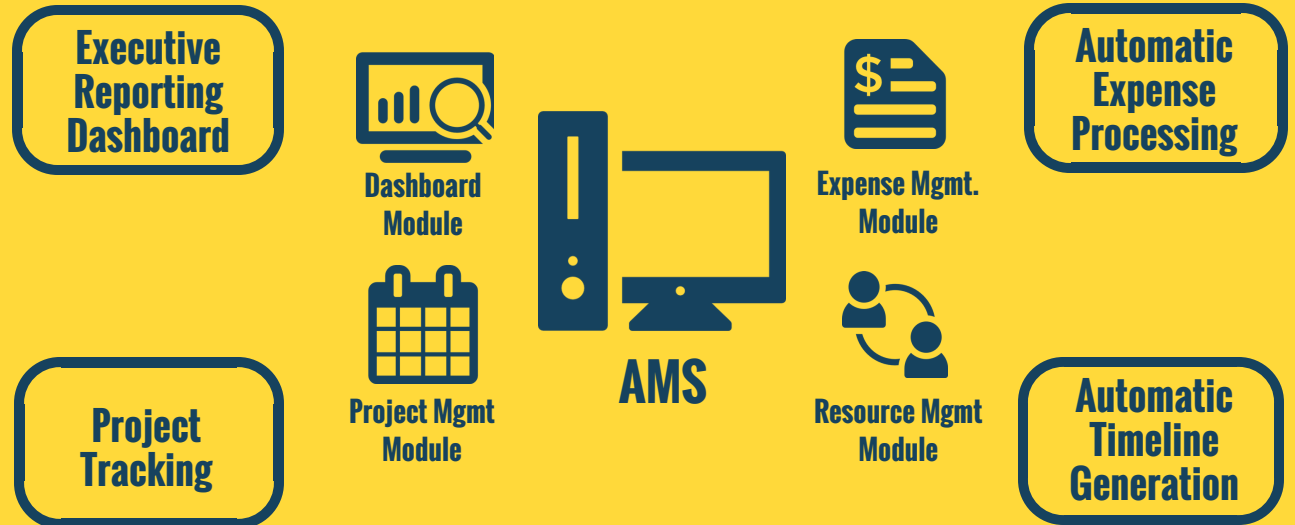 Executive
Reporting
Dashboard
Dashboard
Module
$
Expense Mgmt.
Module
Automatic
Expense
Processing
AMS
Project
Tracking
Project Mgmt
Module
Resource Mgmt
Module
Automatic
Timeline
Generation